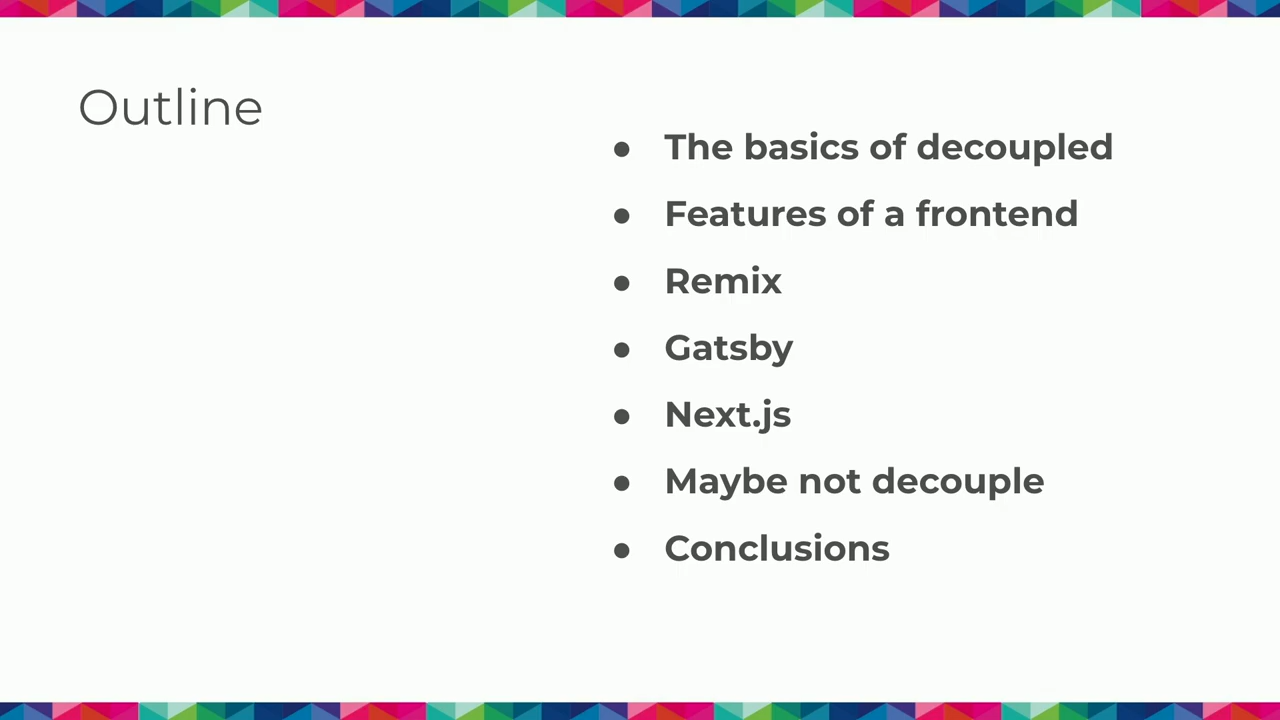 Outline
● The basics of decoupled
● Features of a frontend
● Remix
● Gatsby
● Next.js
● Maybe not decouple
● Conclusions